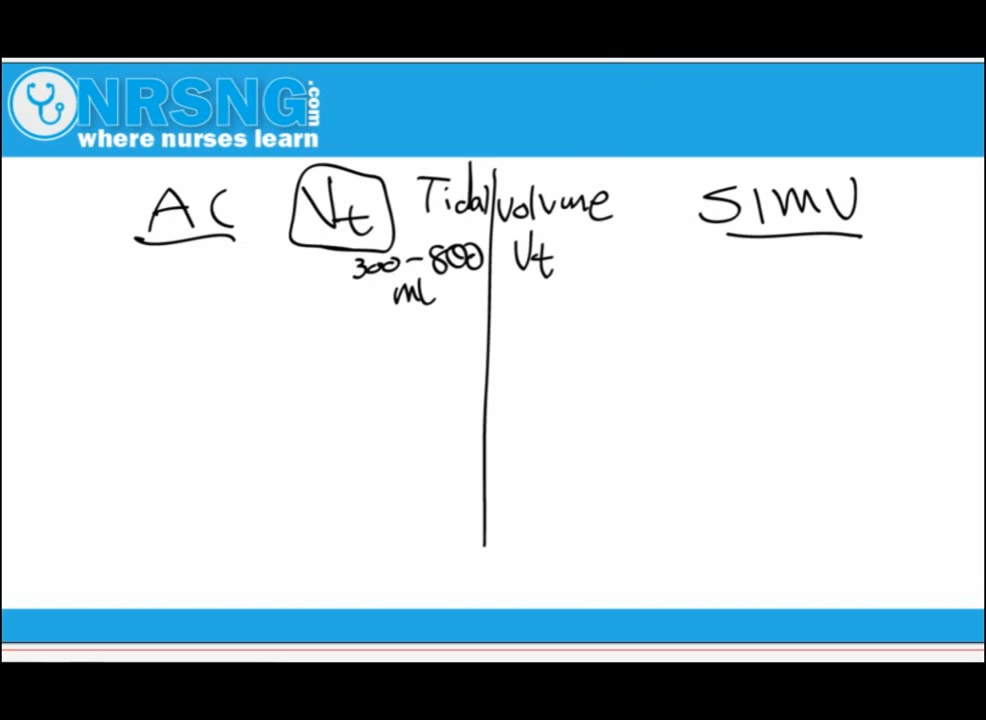 NRSNG.com
where nurses learn
AC Vt Tidal volume SIMV
300-800 Vt
ml